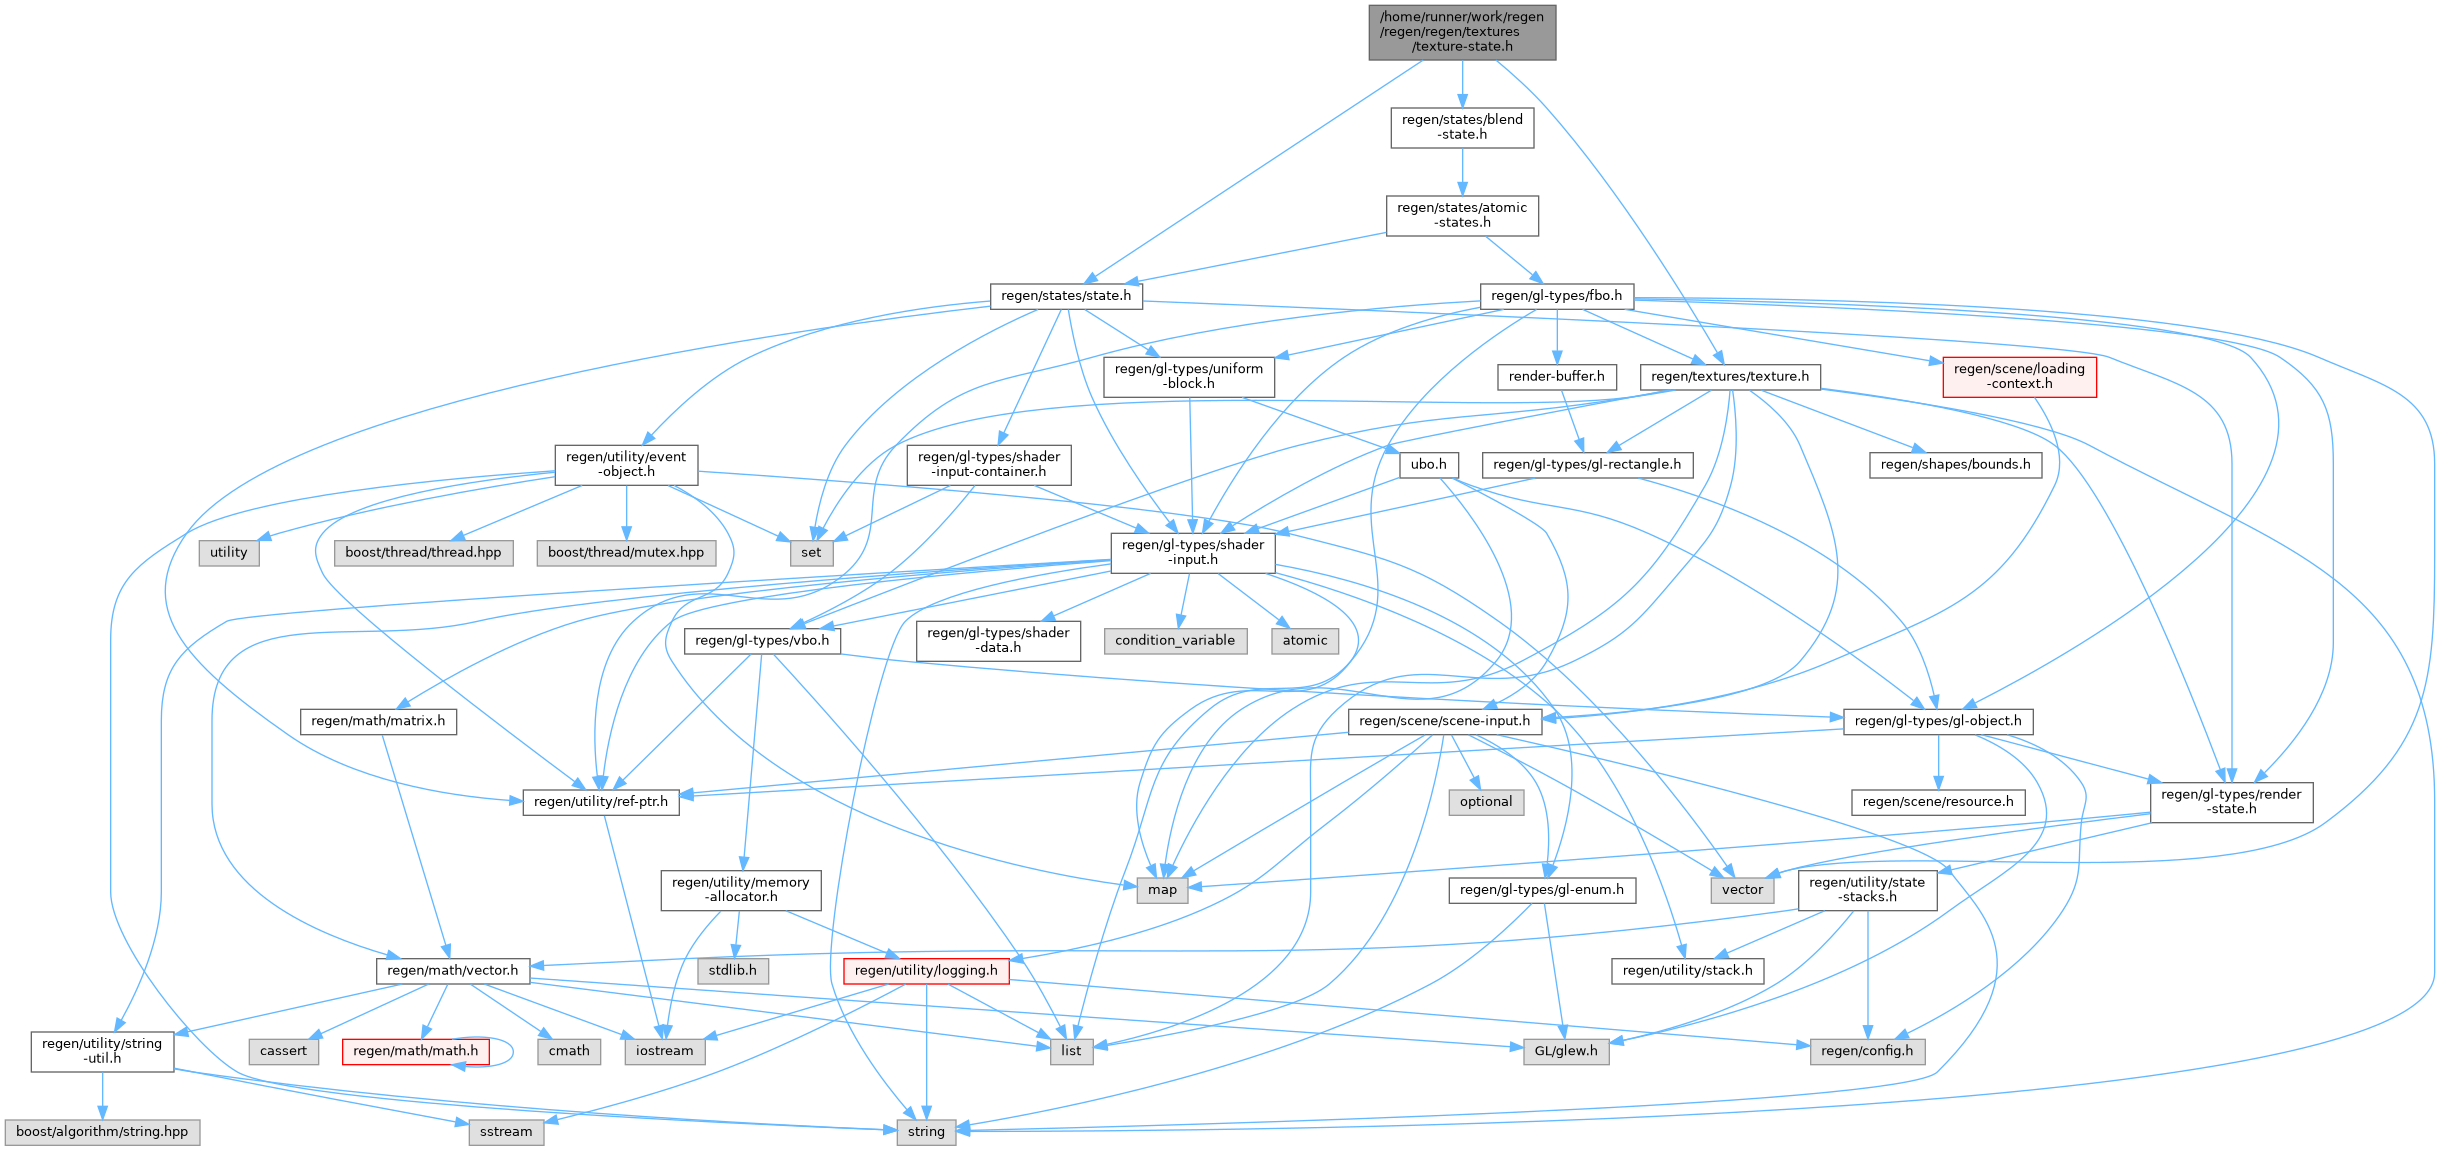 /home/runner/work/regen
/regen/regen/textures
/texture-state.h
regen/states/blend
-state.h
regen/states/atomic
-states.h
regen/states/state.h
regen/gl-types/fbo.h
regen/gl-types/uniform
-block.h
render-buffer.h
regen/textures/texture.h
regen/scene/loading
-context.h
regen/utility/event
-object.h
regen/gl-types/shader
-input-container.h
ubo.h
regen/gl-types/gl-rectangle.h
regen/shapes/bounds.h
utility
boost/thread/thread.hpp
boost/thread/mutex.hpp
set
regen/gl-types/shader
-input.h
regen/gl-types/vbo.h
regen/gl-types/shader
-data.h
condition_variable
atomic
regen/math/matrix.h
regen/scene/scene-input.h
regen/gl-types/gl-object.h
regen/utility/ref-ptr.h
optional
regen/scene/resource.h
regen/gl-types/render
-state.h
regen/utility/memory
-allocator.h
map
regen/gl-types/gl-enum.h
vector
regen/utility/state
-stacks.h
regen/math/vector.h
stdlib.h
regen/utility/logging.h
regen/utility/stack.h
regen/utility/string
-util.h
cassert
regen/math/math.h
cmath
iostream
list
GL/glew.h
regen/config.h
boost/algorithm/string.hpp
sstream
string